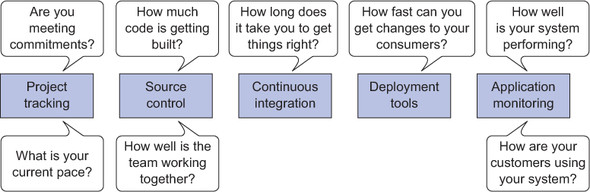 Are you
meeting
commitments?
How much
code is getting
built?
How long does
it take you to get
things right?
How fast can you
get changes to your
consumers?
How well
is your system
performing?
Project
tracking
Source
control
Continuous
integration
Deployment
tools
Application
monitoring
What is your
current pace?
How well is the
team working
together?
How are your
customers using
your system?